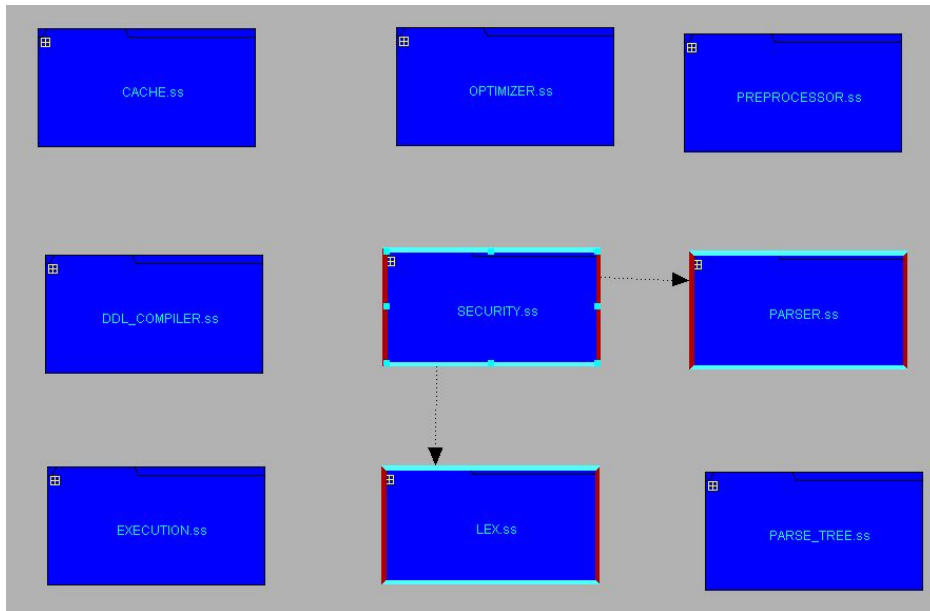 CACHE.ss
OPTIMIZER.ss
PREPROCESSOR.ss
DDL_COMPILER.ss
SECURITY.ss
PARSER.ss
EXECUTION.ss
LEX.ss
PARSE_TREE.ss